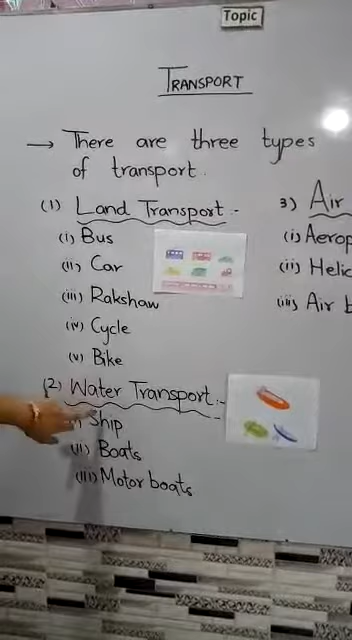 Topic
TRANSPORT
→ There are three types
of transport.
(1) Land Transport :-
(i) Bus
(ii) Car
(iii) Rakshaw
(iv) Cycle
(v) Bike
(2) Water Transport :-
Ship
(ii) Boats
(iii) Motor boats
3) Air
(i) Aerop
(ii) Helic
(iii) Air b